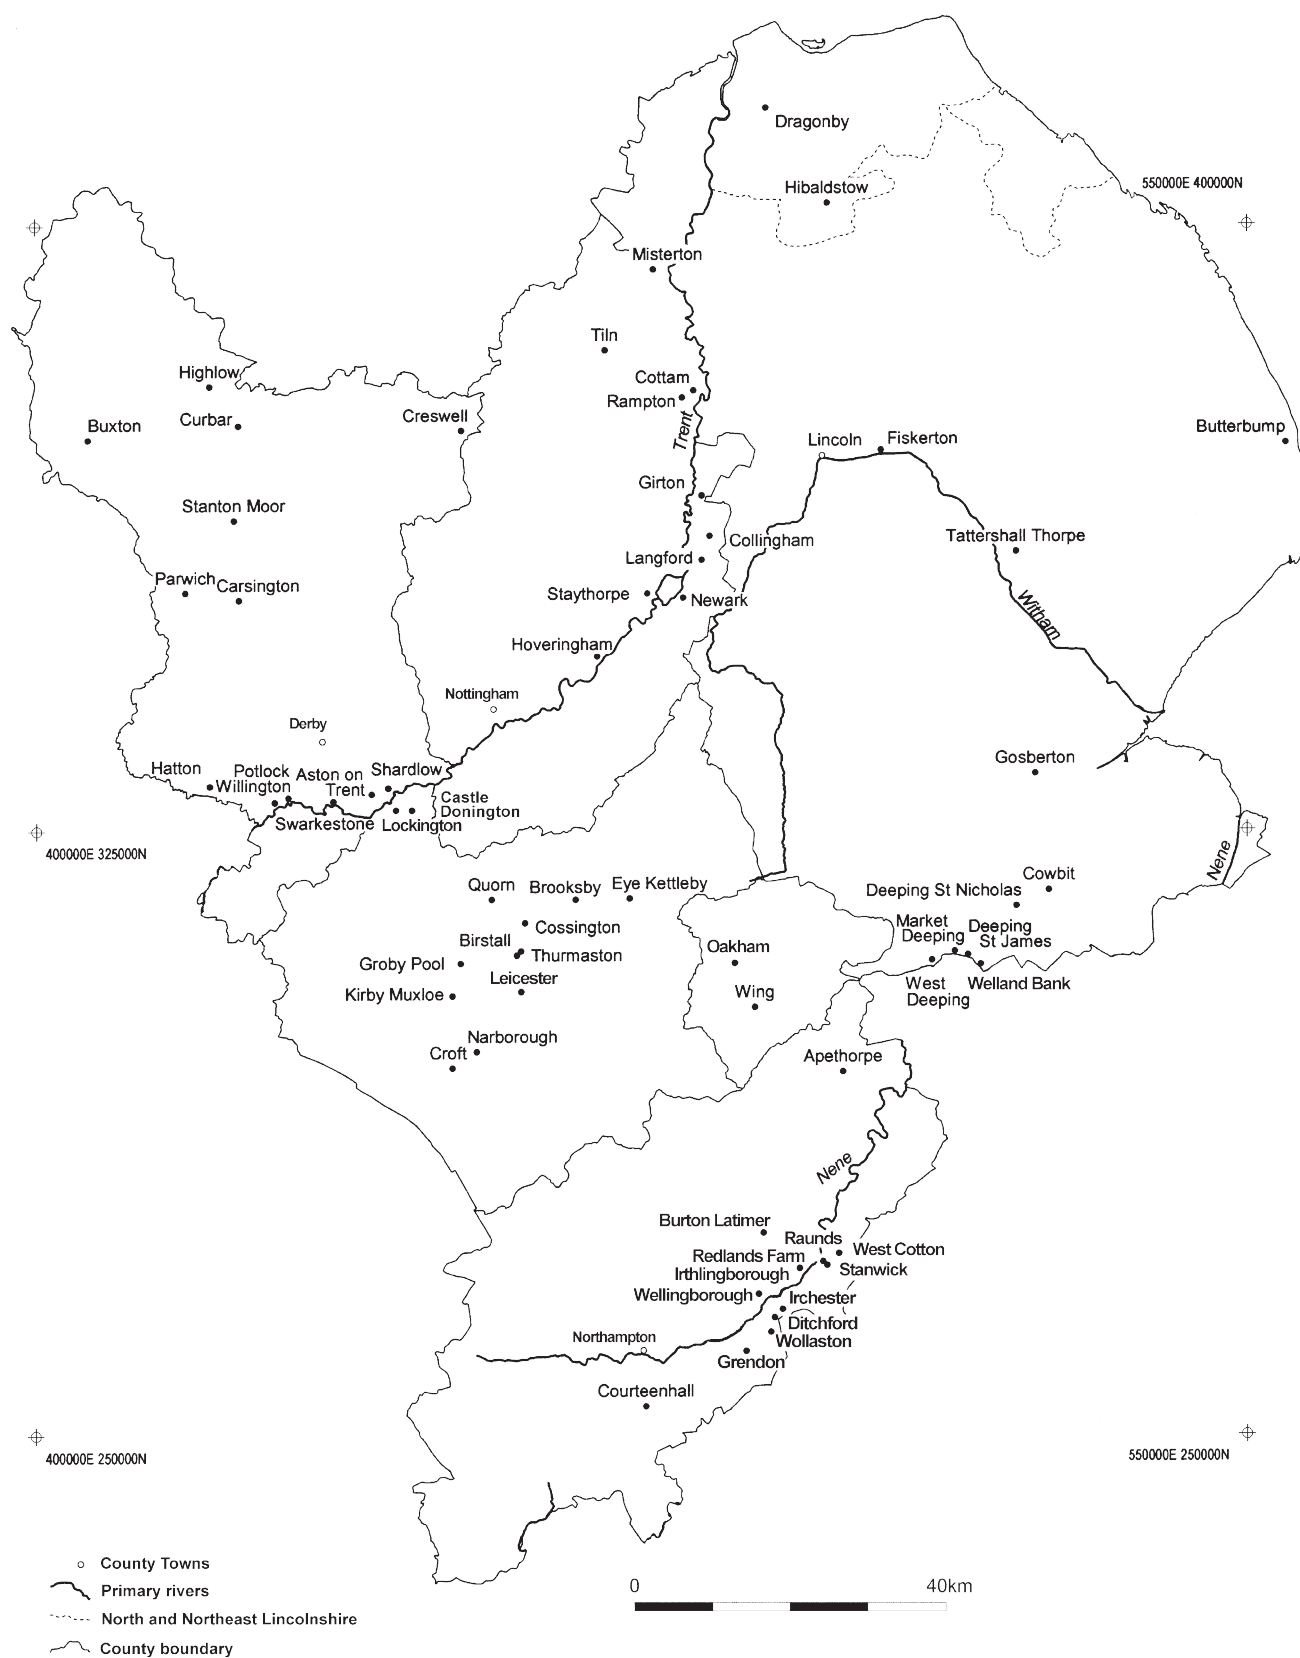 Dragonby
550000E 400000N
Hibaldstow
Misterton
Tiln
Highlow
Cottam
Rampton
Trent
Buxton
Curbar
Creswell
Butterbump
Lincoln
Fiskerton
Girton
Stanton Moor
Collingham
Tattershall Thorpe
Langford
Parwich
Carsington
Staythorpe
Newark
Witham
Hoveringham
Nottingham
Derby
Gosberton
Hatton
Potlock
Willington
Aston on
Trent
Shardlow
Castle
Donington
Swarkestone
Lockington
400000E 325000N
Nene
Quorn
Brooksby
Eye Kettleby
Cowbit
Deeping St Nicholas
Cossington
Market
Deeping
Deeping
St James
Birstall
Thurmaston
Oakham
Groby Pool
Leicester
West
Deeping
Welland Bank
Kirby Muxloe
Wing
Narborough
Croft
Apethorpe
Nene
Burton Latimer
Raunds
West Cotton
Redlands Farm
Stanwick
Irthlingborough
Wellingborough
Irchester
Ditchford
Northampton
Wollaston
Grendon
Courteenhall
400000E 250000N
550000E 250000N
County Towns
Primary rivers
North and Northeast Lincolnshire
County boundary
0
40km